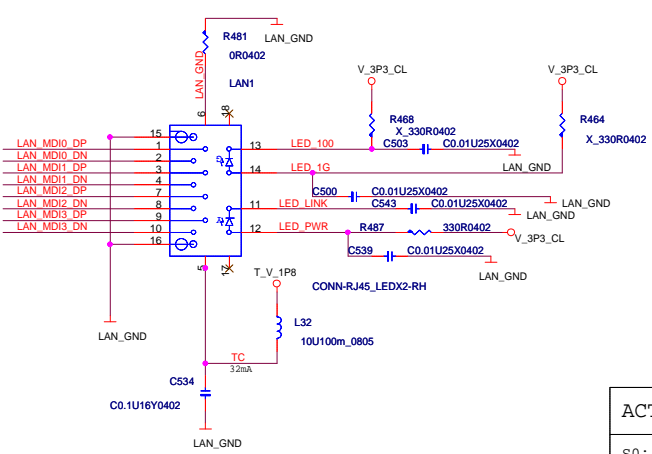 R481
LAN_GND
0R0402
LAN_GND
LAN1
6
18
V_3P3_CL
V_3P3_CL
R468
X_330R0402
R464
X_330R0402
15
LAN_MDI0_DP
1
13
LED_100
C503
C0.01U25X0402
LAN_MDI0_DN
2
LAN_GND
LAN_MDI1_DP
3
14
LED_1G
LAN_MDI1_DN
4
C500
C0.01U25X0402
LAN_GND
LAN_MDI2_DP
7
LAN_MDI2_DN
8
11
LED_LINK
C543
C0.01U25X0402
LAN_GND
LAN_MDI3_DP
9
LAN_MDI3_DN
10
12
LED_PWR
R487
330R0402
V_3P3_CL
16
C539
C0.01U25X0402
LAN_GND
5
17
T_V_1P8
CONN-RJ45_LEDX2-RH
LAN_GND
L32
10U100m_0805
TC
32mA
C534
C0.1U16Y0402
LAN_GND
ACT
S0: